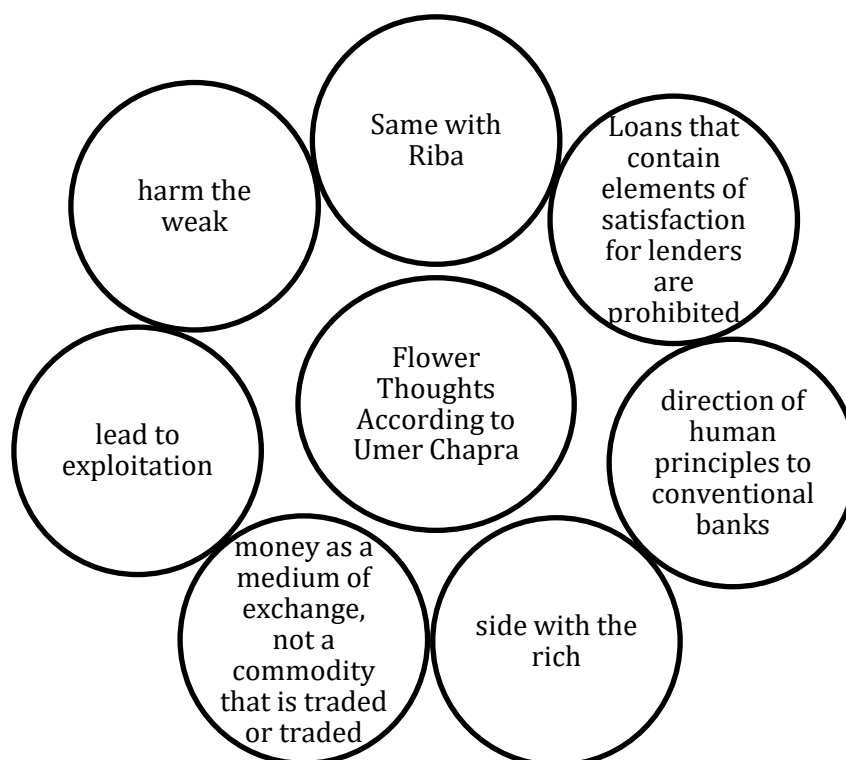 Same with
Riba
Loans that
contain
elements of
satisfaction
for lenders
are
prohibited
direction of
human
principles to
conventional
banks
side with the
rich
money as a
medium of
exchange,
not a
commodity
that is traded
or traded
lead to
exploitation
harm the
weak
Flower
Thoughts
According to
Umer Chapra